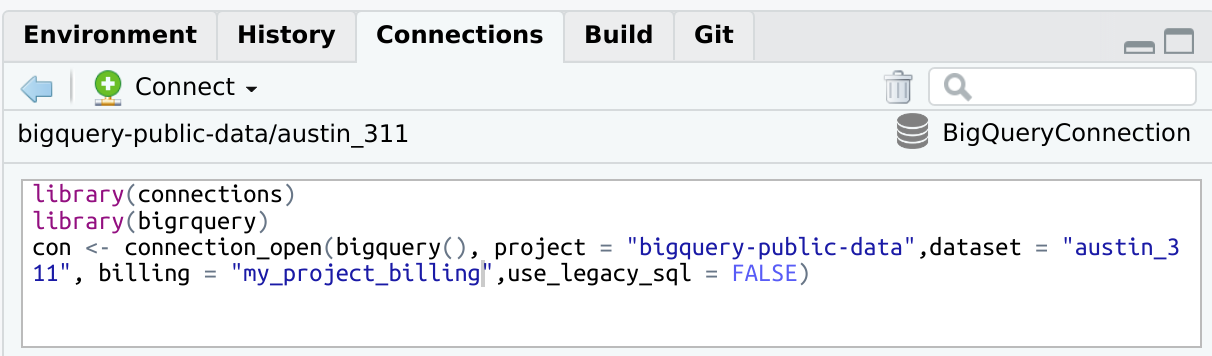 Environment History Connections Build Git
Connect
bigquery-public-data/austin_311 BigQueryConnection
library(connections)
library(bigrquery)
con <- connection_open(bigquery(), project = "bigquery-public-data",dataset = "austin_3
11", billing = "my_project_billing",use_legacy_sql = FALSE)